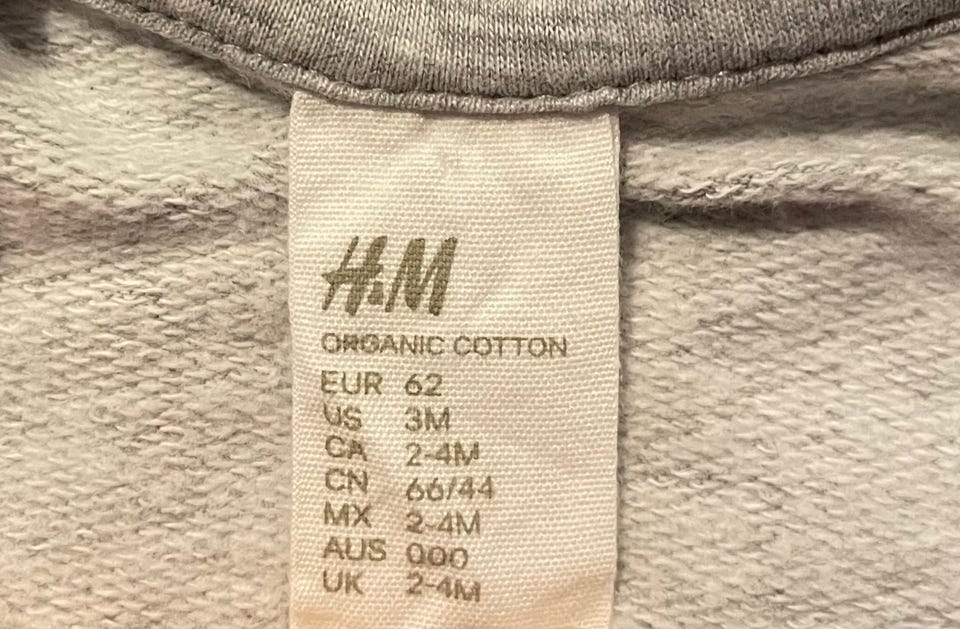 H&M
ORGANIC COTTON
EUR 62
US 3M
CA 2-4M
CN 66/44
MX 2-4M
AUS 000
UK 2-4M